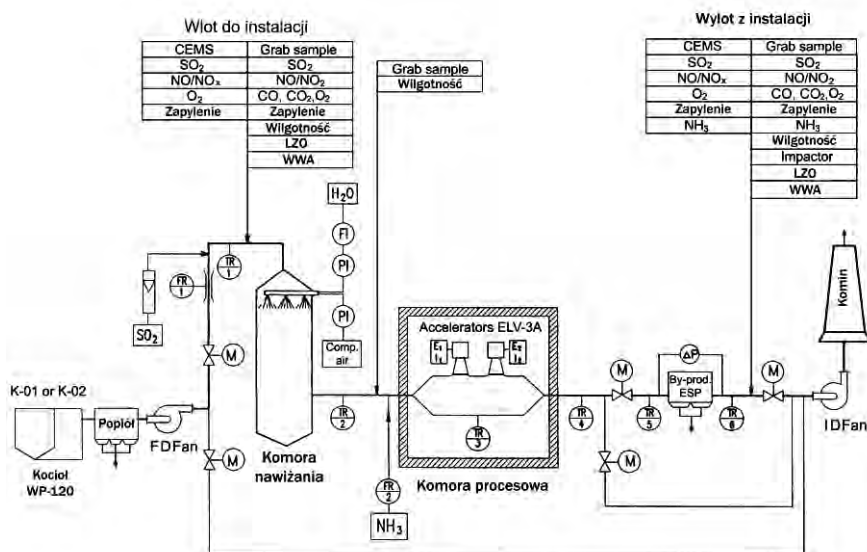 Wlot do instalacji
CEMS Grab sample
SO₂ SO₂
NO/NOₓ NO/NO₂
O₂ CO, CO₂,O₂
Zapylenie Zapylenie
Wilgotność
LZO
WWA
Grab sample
Wilgotność
Wylot z instalacji
CEMS Grab sample
SO₂ SO₂
NO/NOₓ NO/NO₂
O₂ CO, CO₂,O₂
Zapylenie Zapylenie
NH₃ NH₃
Wilgotność
Impactor
LZO
WWA
H₂O
FI
PI
PI
Comp.
air
TR
1
FR
1
SO₂
M
K-01 or K-02
Popiół
FDFan
Kocioł
WP-120
M
Komora
nawiżania
TR
2
FR
2
NH₃
Accelerators ELV-3A
TR
3
Komora procesowa
TR
4
M
TR
5
ΔP
By-prod.
ESP
TR
6
M
M
Komin
IDFan